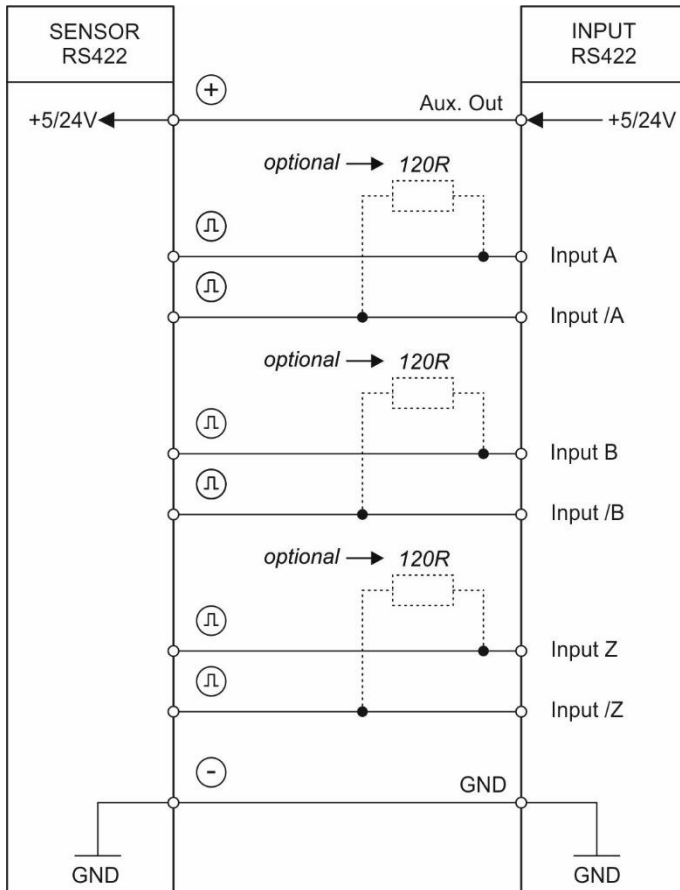 SENSOR
RS422
INPUT
RS422
+
Aux. Out
+5/24V
+5/24V
optional 120R
Input A
Input /A
optional 120R
Input B
Input /B
optional 120R
Input Z
Input /Z
-
GND
GND
GND